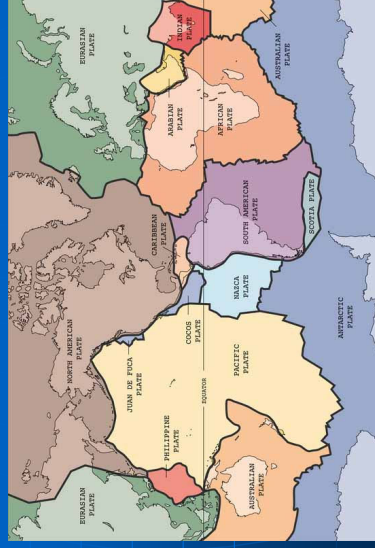 EURASIAN
PLATE
NORTH AMERICAN
PLATE
JUAN DE FUCA
PLATE
PHILIPPINE
PLATE
EQUATOR
AUSTRALIAN
PLATE
PACIFIC
PLATE
COCOS
PLATE
CARIBBEAN
PLATE
NAZCA
PLATE
SOUTH AMERICAN
PLATE
SCOTIA PLATE
ANTARCTIC
PLATE
EURASIAN
PLATE
ARABIAN
PLATE
AFRICAN
PLATE
INDIAN
PLATE
AUSTRALIAN
PLATE